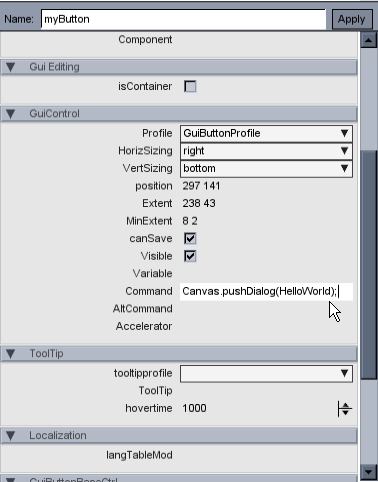 Name: myButton Apply
Component
Gui Editing
isContainer
GuiControl
Profile GuiButtonProfile
HorizSizing right
VertSizing bottom
position 297 141
Extent 238 43
MinExtent 8 2
canSave
Visible
Variable
Command Canvas.pushDialog(HelloWorld);
AltCommand
Accelerator
ToolTip
tooltipprofile
ToolTip
hovertime 1000
Localization
langTableMod
GuiButtonBaseCtrl